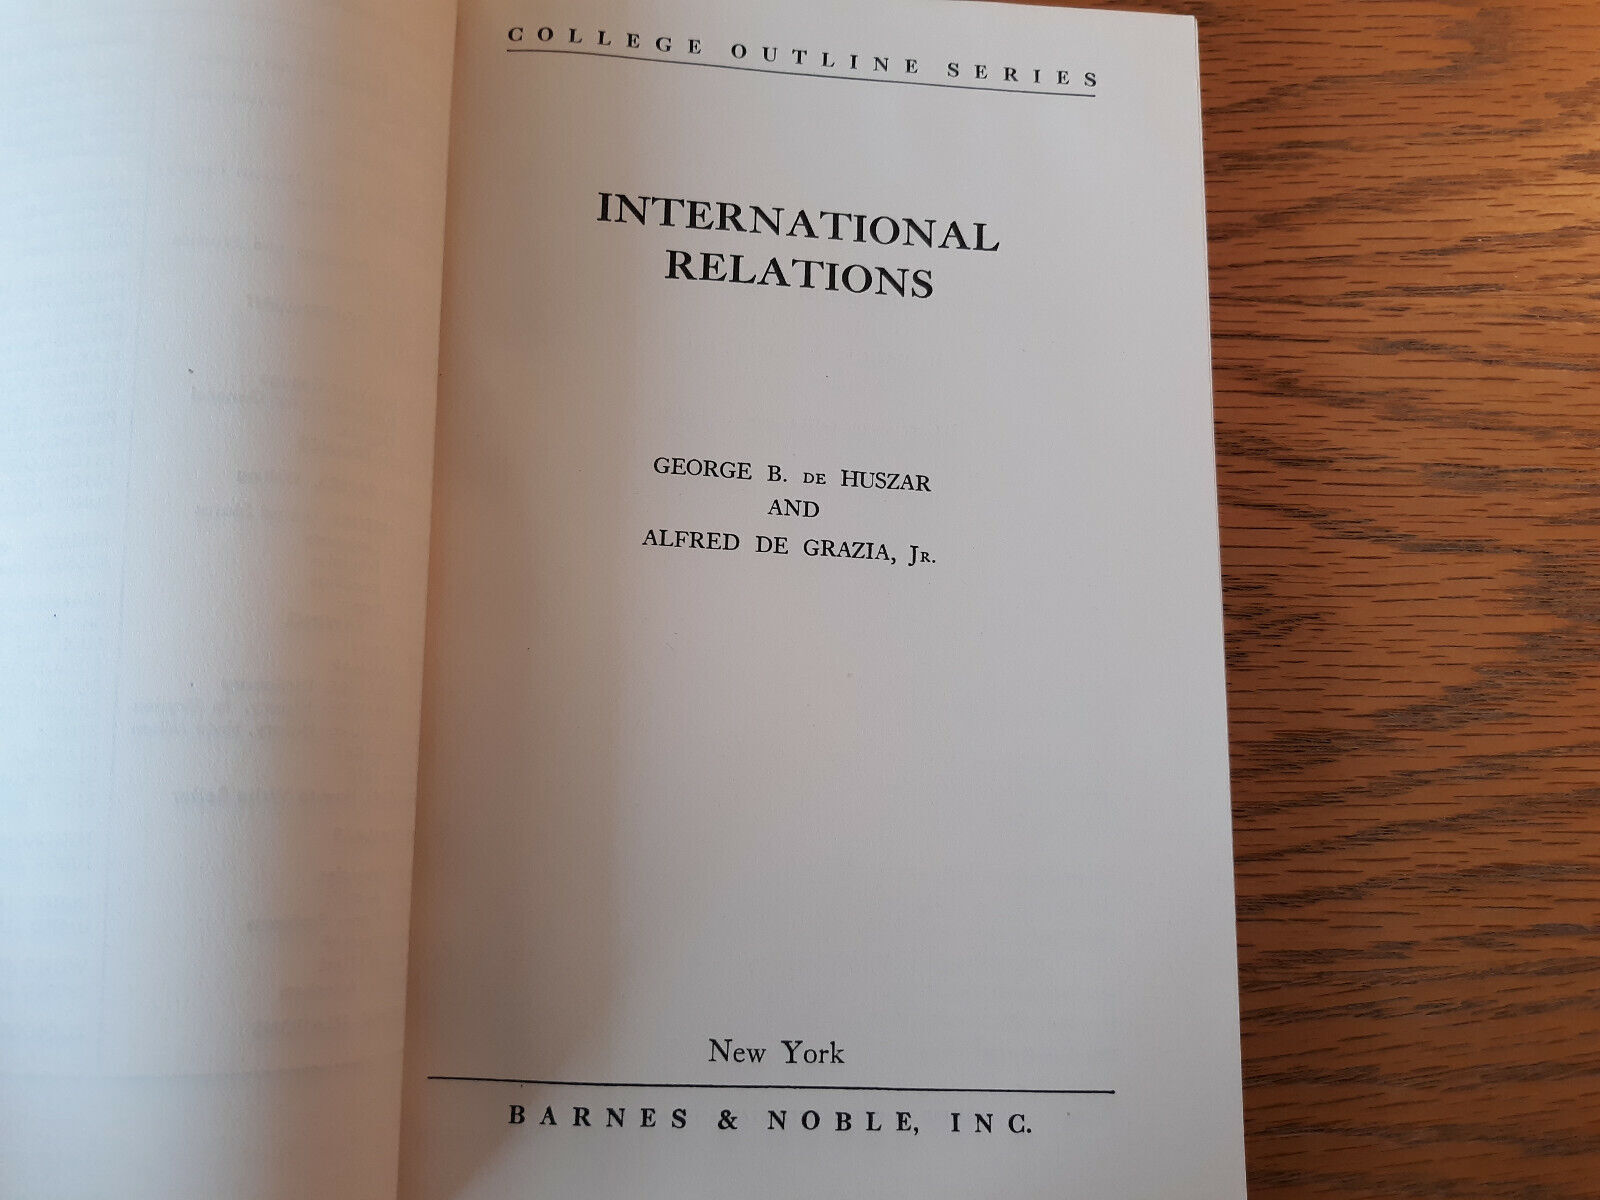 COLLEGE OUTLINE SERIES
INTERNATIONAL
RELATIONS
GEORGE B. DE HUSZAR
AND
ALFRED DE GRAZIA, JR.
New York
BARNES & NOBLE, INC.